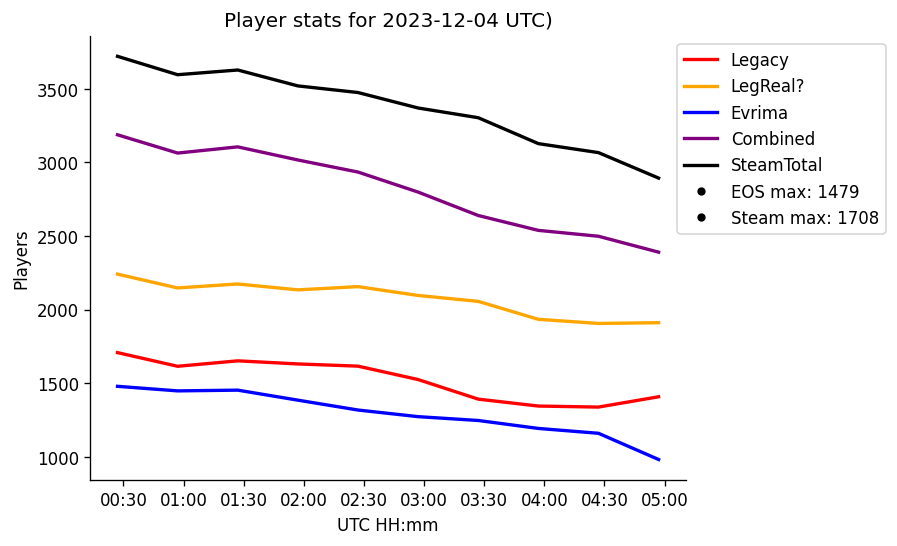 Player stats for 2023-12-04 UTC)
Legacy
LegReal?
Evrima
Combined
SteamTotal
EOS max: 1479
Steam max: 1708
Players
3500
3000
2500
2000
1500
1000
00:30 01:00 01:30 02:00 02:30 03:00 03:30 04:00 04:30 05:00
UTC HH:mm